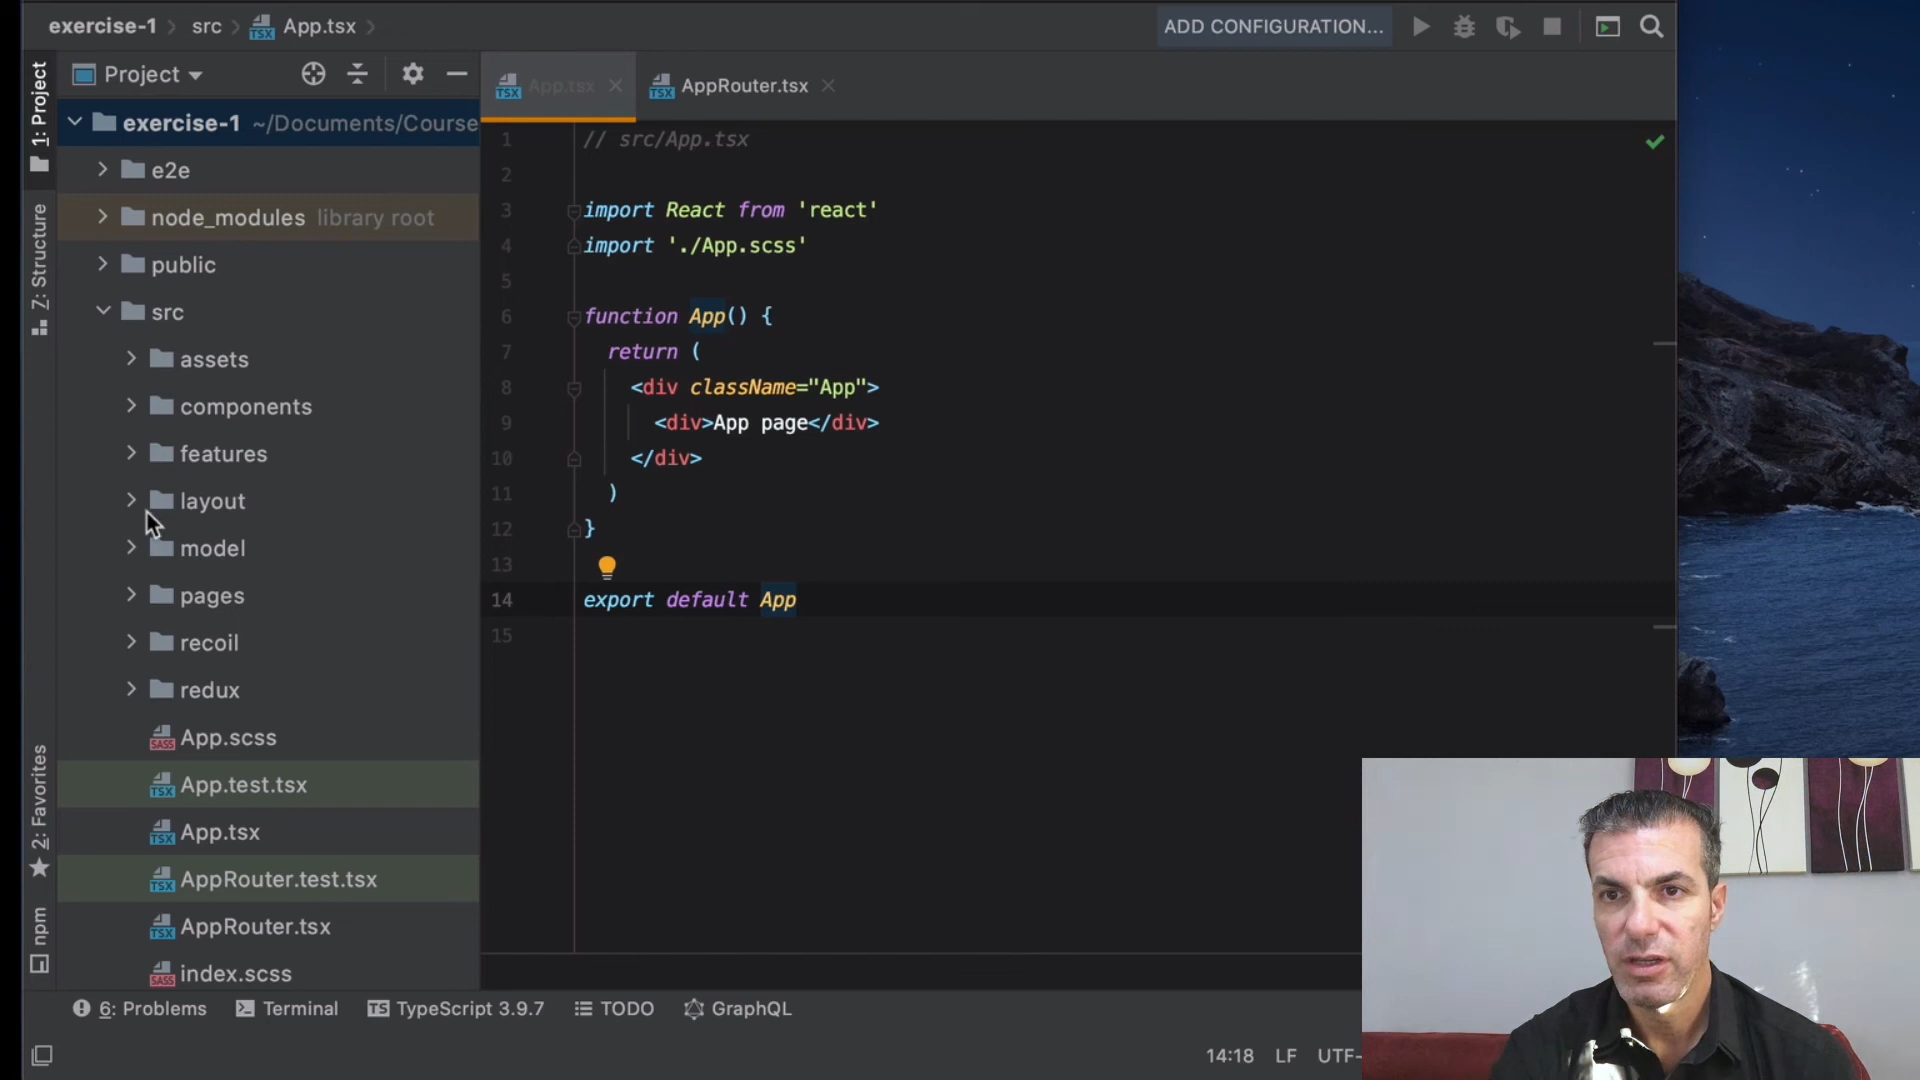 exercise-1 src App.tsx
ADD CONFIGURATION...
1: Project
Z: Structure
2: Favorites
npm
Project
exercise-1 ~/Documents/Course
e2e
node_modules library root
public
src
assets
components
features
layout
model
pages
recoil
redux
App.scss
App.test.tsx
App.tsx
AppRouter.test.tsx
AppRouter.tsx
index.scss
App.tsx
AppRouter.tsx
1 // src/App.tsx
2
3 import React from 'react'
4 import './App.scss'
5
6 function App() {
7 return (
8 <div className="App">
9 <div>App page</div>
10 </div>
11 )
12 }
13
14 export default App
15
6: Problems Terminal TypeScript 3.9.7 TODO GraphQL
14:18 LF UTF-